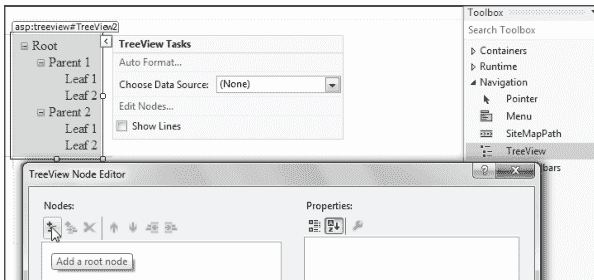 asp:treeview#TreeView2
Root
Parent 1
Leaf 1
Leaf 2
Parent 2
Leaf 1
Leaf 2
TreeView Tasks
Auto Format...
Choose Data Source: (None)
Edit Nodes...
Show Lines
Toolbox
Search Toolbox
Containers
Runtime
Navigation
Pointer
Menu
SiteMapPath
TreeView
bars
TreeView Node Editor
Nodes:
Properties:
Add a root node